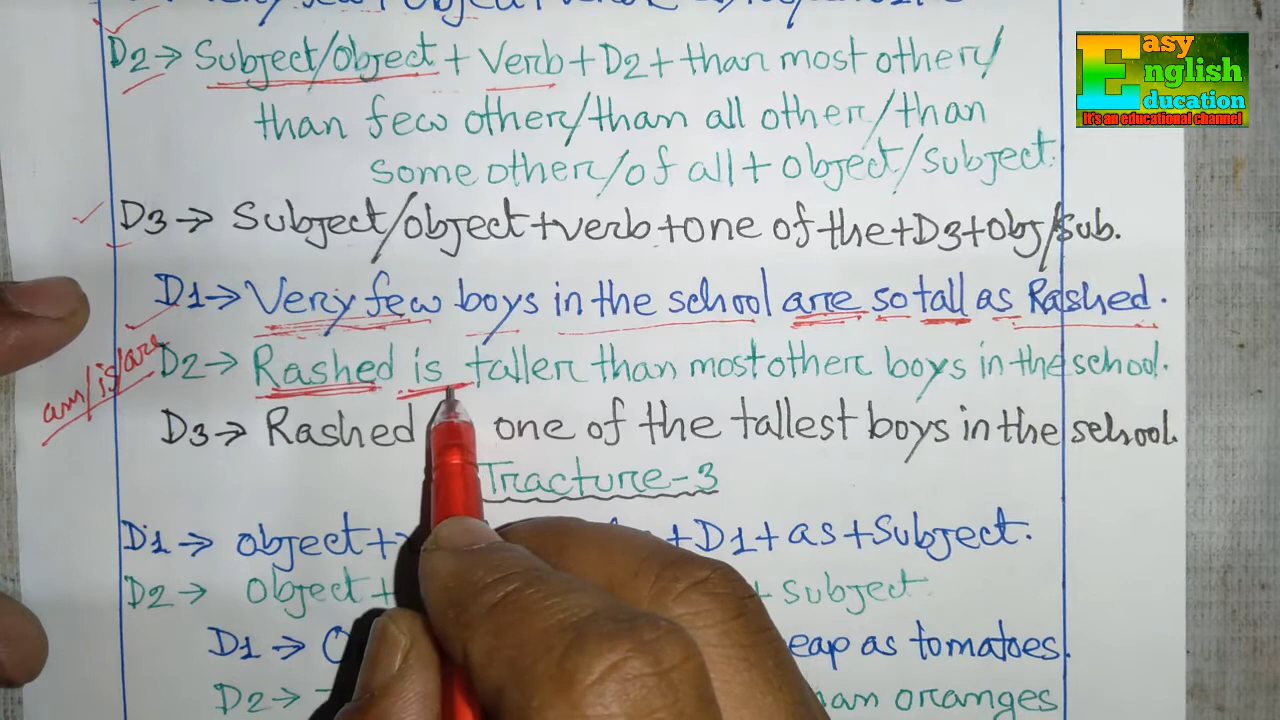 D2→ Subject/Object + Verb + D2 + than most other/
than few other/than all other/than
some other/of all + object/subject.
D3→ Subject/object+verb+one of the+D3+obj/sub.
D1→ Very few boys in the school are so tall as Rashed.
am/is/are
D2→ Rashed is taller than most other boys in the school.
D3→ Rashed one of the tallest boys in the school.
Tracture-3
D1→ object+ +D1+as+Subject.
D2→ Object+ + subject
D1→ as tomatoes.
D2→ oranges
Easy
English
Education
It's an educational channel